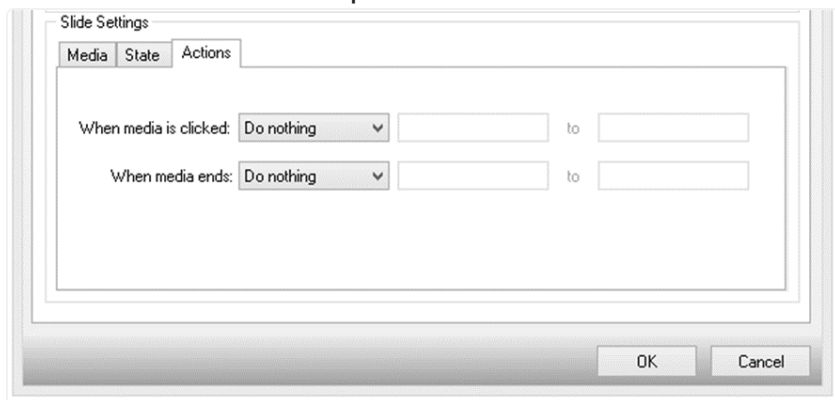 Slide Settings
Media State Actions
When media is clicked: Do nothing to
When media ends: Do nothing to
OK Cancel